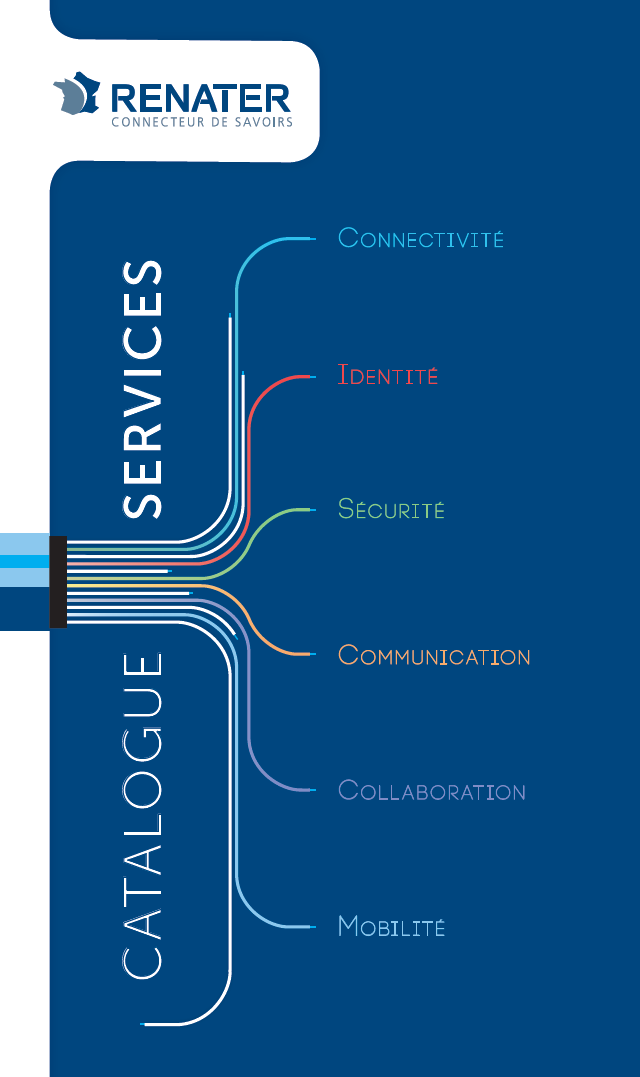 RENATER
CONNECTEUR DE SAVOIRS
CATALOGUE SERVICES
CONNECTIVITÉ
IDENTITÉ
SÉCURITÉ
COMMUNICATION
COLLABORATION
MOBILITÉ